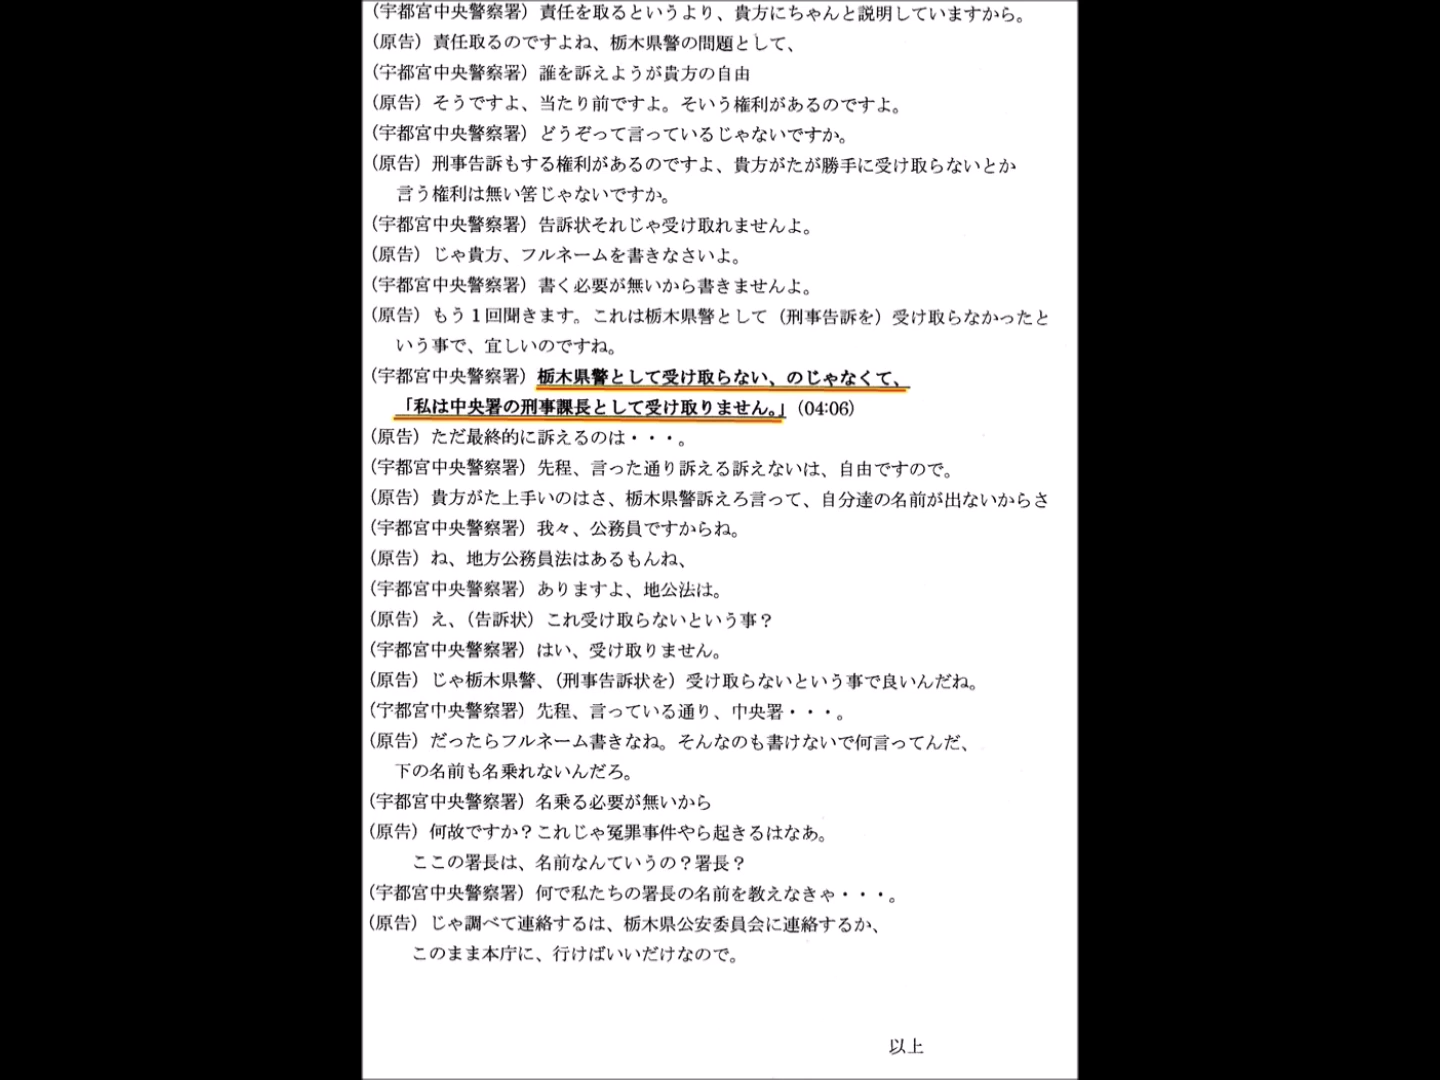 (宇都宮中央警察署）責任を取るというより、貴方にちゃんと説明していますから。
(原告）責任取るのですよね、栃木県警の問題として、
(宇都宮中央警察署）誰を訴えようが貴方の自由
(原告）そうですよ、当たり前ですよ。そいう権利があるのですよ。
(宇都宮中央警察署）どうぞって言っているじゃないですか。
(原告）刑事告訴もする権利があるのですよ、貴方がたが勝手に受け取らないとか
言う権利は無い筈じゃないですか。
(宇都宮中央警察署）告訴状それじゃ受け取れませんよ。
(原告）じゃ貴方、フルネームを書きなさいよ。
(宇都宮中央警察署）書く必要が無いから書きませんよ。
(原告）もう１回聞きます。これは栃木県警として（刑事告訴を）受け取らなかったと
いう事で、宜しいのですね。
(宇都宮中央警察署）栃木県警として受け取らない、のじゃなくて、
「私は中央署の刑事課長として受け取りません。」(04:06)
(原告）ただ最終的に訴えるのは・・・。
(宇都宮中央警察署）先程、言った通り訴える訴えないは、自由ですので。
(原告）貴方がた上手いのはさ、栃木県警訴えろ言って、自分達の名前が出ないからさ
(宇都宮中央警察署）我々、公務員ですからね。
(原告）ね、地方公務員法はあるもんね、
(宇都宮中央警察署）ありますよ、地公法は。
(原告）え、（告訴状）これ受け取らないという事？
(宇都宮中央警察署）はい、受け取りません。
(原告）じゃ栃木県警、（刑事告訴状を）受け取らないという事で良いんだね。
(宇都宮中央警察署）先程、言っている通り、中央署・・・。
(原告）だったらフルネーム書きなね。そんなのも書けないで何言ってんだ、
下の名前も名乗れないんだろ。
(宇都宮中央警察署）名乗る必要が無いから
(原告）何故ですか？これじゃ冤罪事件やら起きるはなあ。
ここの署長は、名前なんていうの？署長？
(宇都宮中央警察署）何で私たちの署長の名前を教えなきゃ・・・。
(原告）じゃ調べて連絡するは、栃木県公安委員会に連絡するか、
このまま本庁に、行けばいいだけなので。
以上